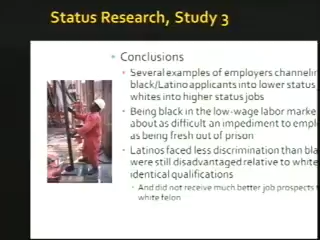 Status Research, Study 3
Conclusions
Several examples of employers
black/Latino applicants into lower status
whites into higher status jobs
Being black in the low-wage labor
about as difficult an impediment to
as being fresh out of prison
Latinos faced less discrimination than
were still disadvantaged relative to
identical qualifications
And did not receive much better job prospects
white felon